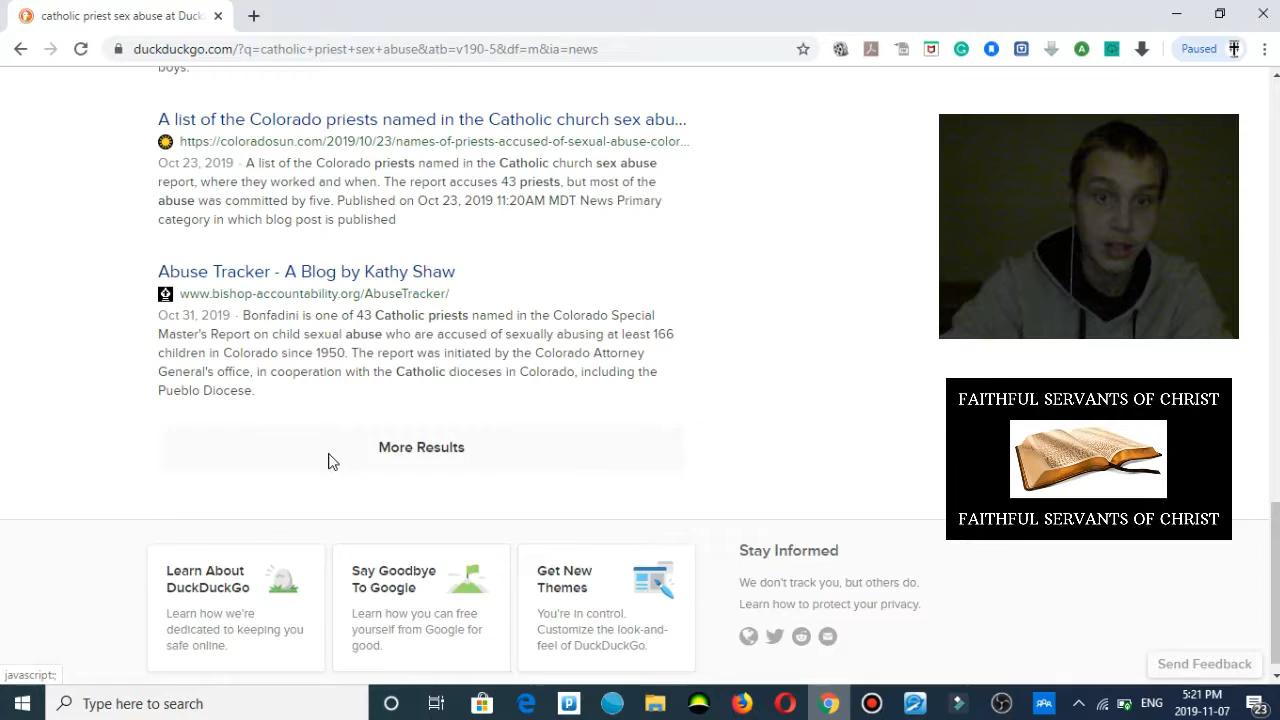 catholic priest sex abuse at Duck
duckduckgo.com/?q=catholic+priest+sex+abuse&atb=v190-5&df=m&ia=news
Paused
boys.
A list of the Colorado priests named in the Catholic church sex abu...
https://coloradosun.com/2019/10/23/names-of-priests-accused-of-sexual-abuse-color...
Oct 23, 2019 · A list of the Colorado priests named in the Catholic church sex abuse
report, where they worked and when. The report accuses 43 priests, but most of the
abuse was committed by five. Published on Oct 23, 2019 11:20AM MDT News Primary
category in which blog post is published
Abuse Tracker - A Blog by Kathy Shaw
www.bishop-accountability.org/AbuseTracker/
Oct 31, 2019 · Bonfadini is one of 43 Catholic priests named in the Colorado Special
Master's Report on child sexual abuse who are accused of sexually abusing at least 166
children in Colorado since 1950. The report was initiated by the Colorado Attorney
General's office, in cooperation with the Catholic dioceses in Colorado, including the
Pueblo Diocese.
More Results
FAITHFUL SERVANTS OF CHRIST
FAITHFUL SERVANTS OF CHRIST
Learn About
DuckDuckGo
Learn how we're
dedicated to keeping you
safe online.
Say Goodbye
To Google
Learn how you can free
yourself from Google for
good.
Get New
Themes
You're in control.
Customize the look-and-
feel of DuckDuckGo.
Stay Informed
We don't track you, but others do.
Learn how to protect your privacy.
Send Feedback
javascript:;
Type here to search
ENG
5:21 PM
2019-11-07
23